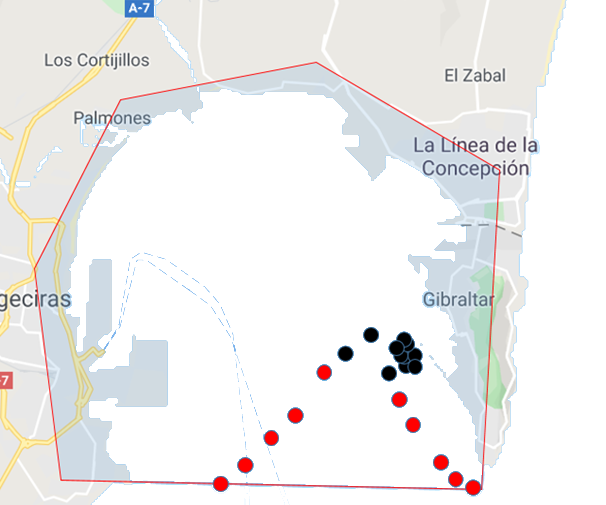 A-7
Los Cortijillos
El Zabal
Palmones
La Línea de la
Concepción
geciras
Gibraltar
-7